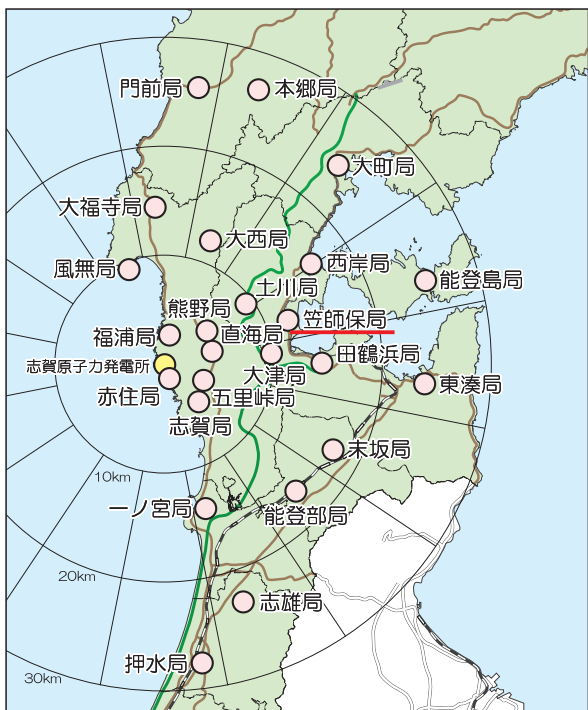 門前局
本郷局
大町局
大福寺局
大西局
西岸局
能登島局
風無局
土川局
熊野局
笠師保局
福浦局
直海局
志賀原子力発電所
田鶴浜局
大津局
赤住局
五里峠局
東湊局
志賀局
末坂局
10km
一ノ宮局
能登部局
20km
志雄局
押水局
30km